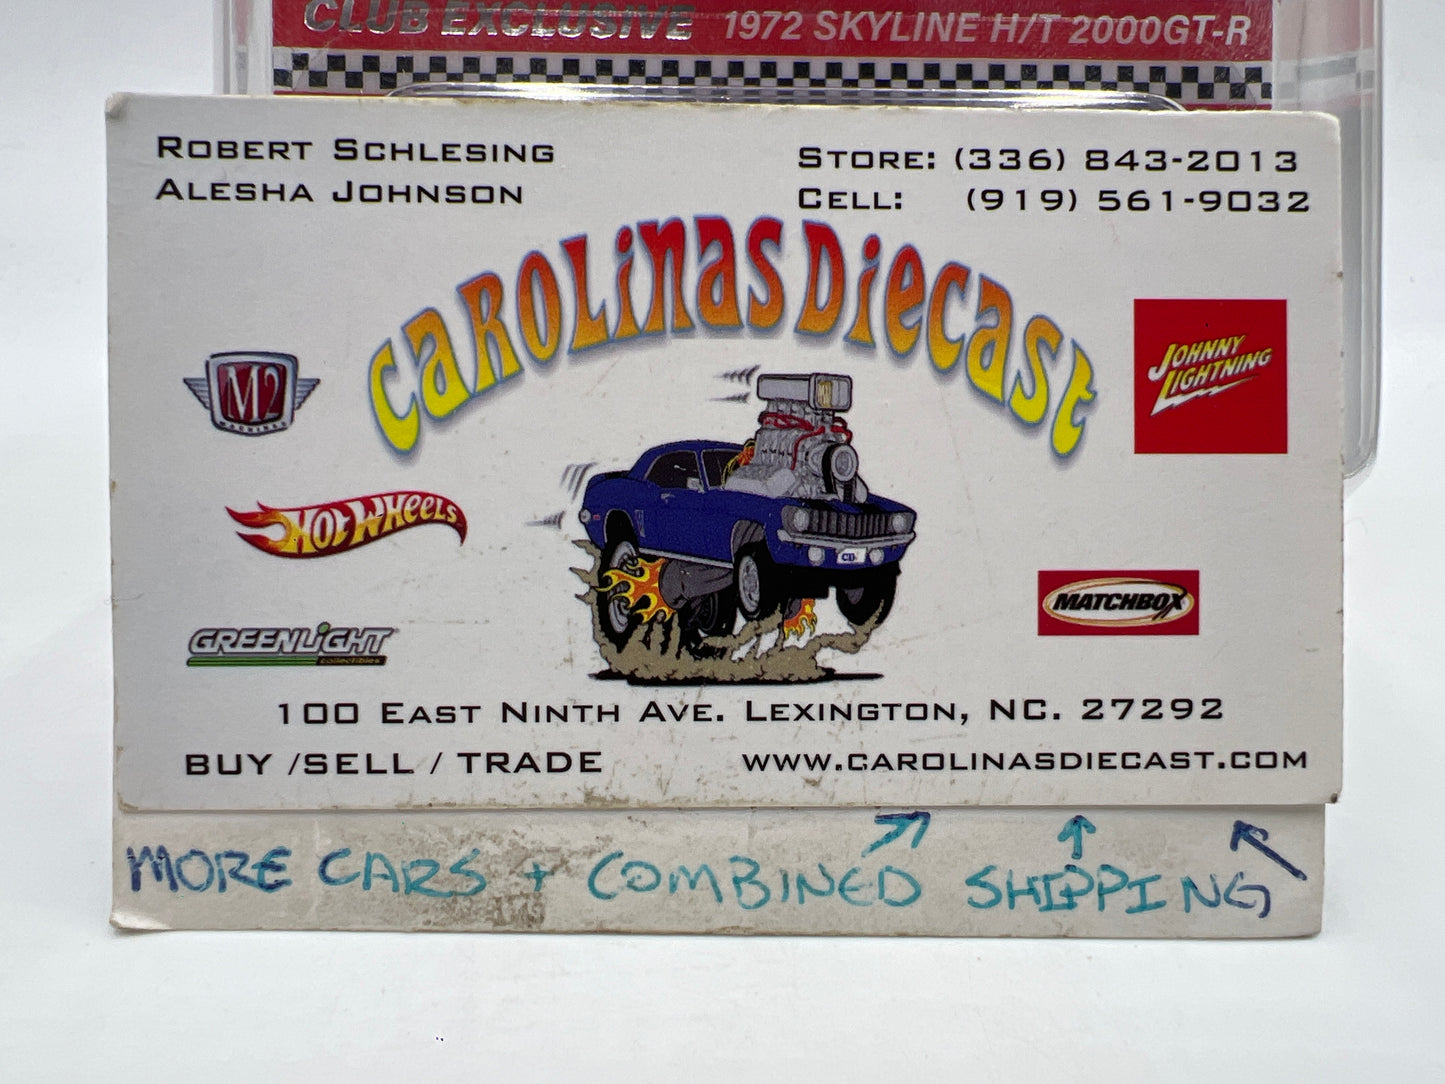 CLUB EXCLUSIVE 1972 SKYLINE H/T 2000GT-R
ROBERT SCHLESING
ALESHA JOHNSON
STORE: (336) 843-2013
CELL: (919) 561-9032
CAROLINAS DIECAST
M2
MACHINES
JOHNNY
LIGHTNING
HOT WHEELS
MATCHBOX
GREENLIGHT
collectibles
100 EAST NINTH AVE. LEXINGTON, NC. 27292
BUY /SELL / TRADE
WWW.CAROLINASDIECAST.COM
MORE CARS + COMBINED SHIPPING